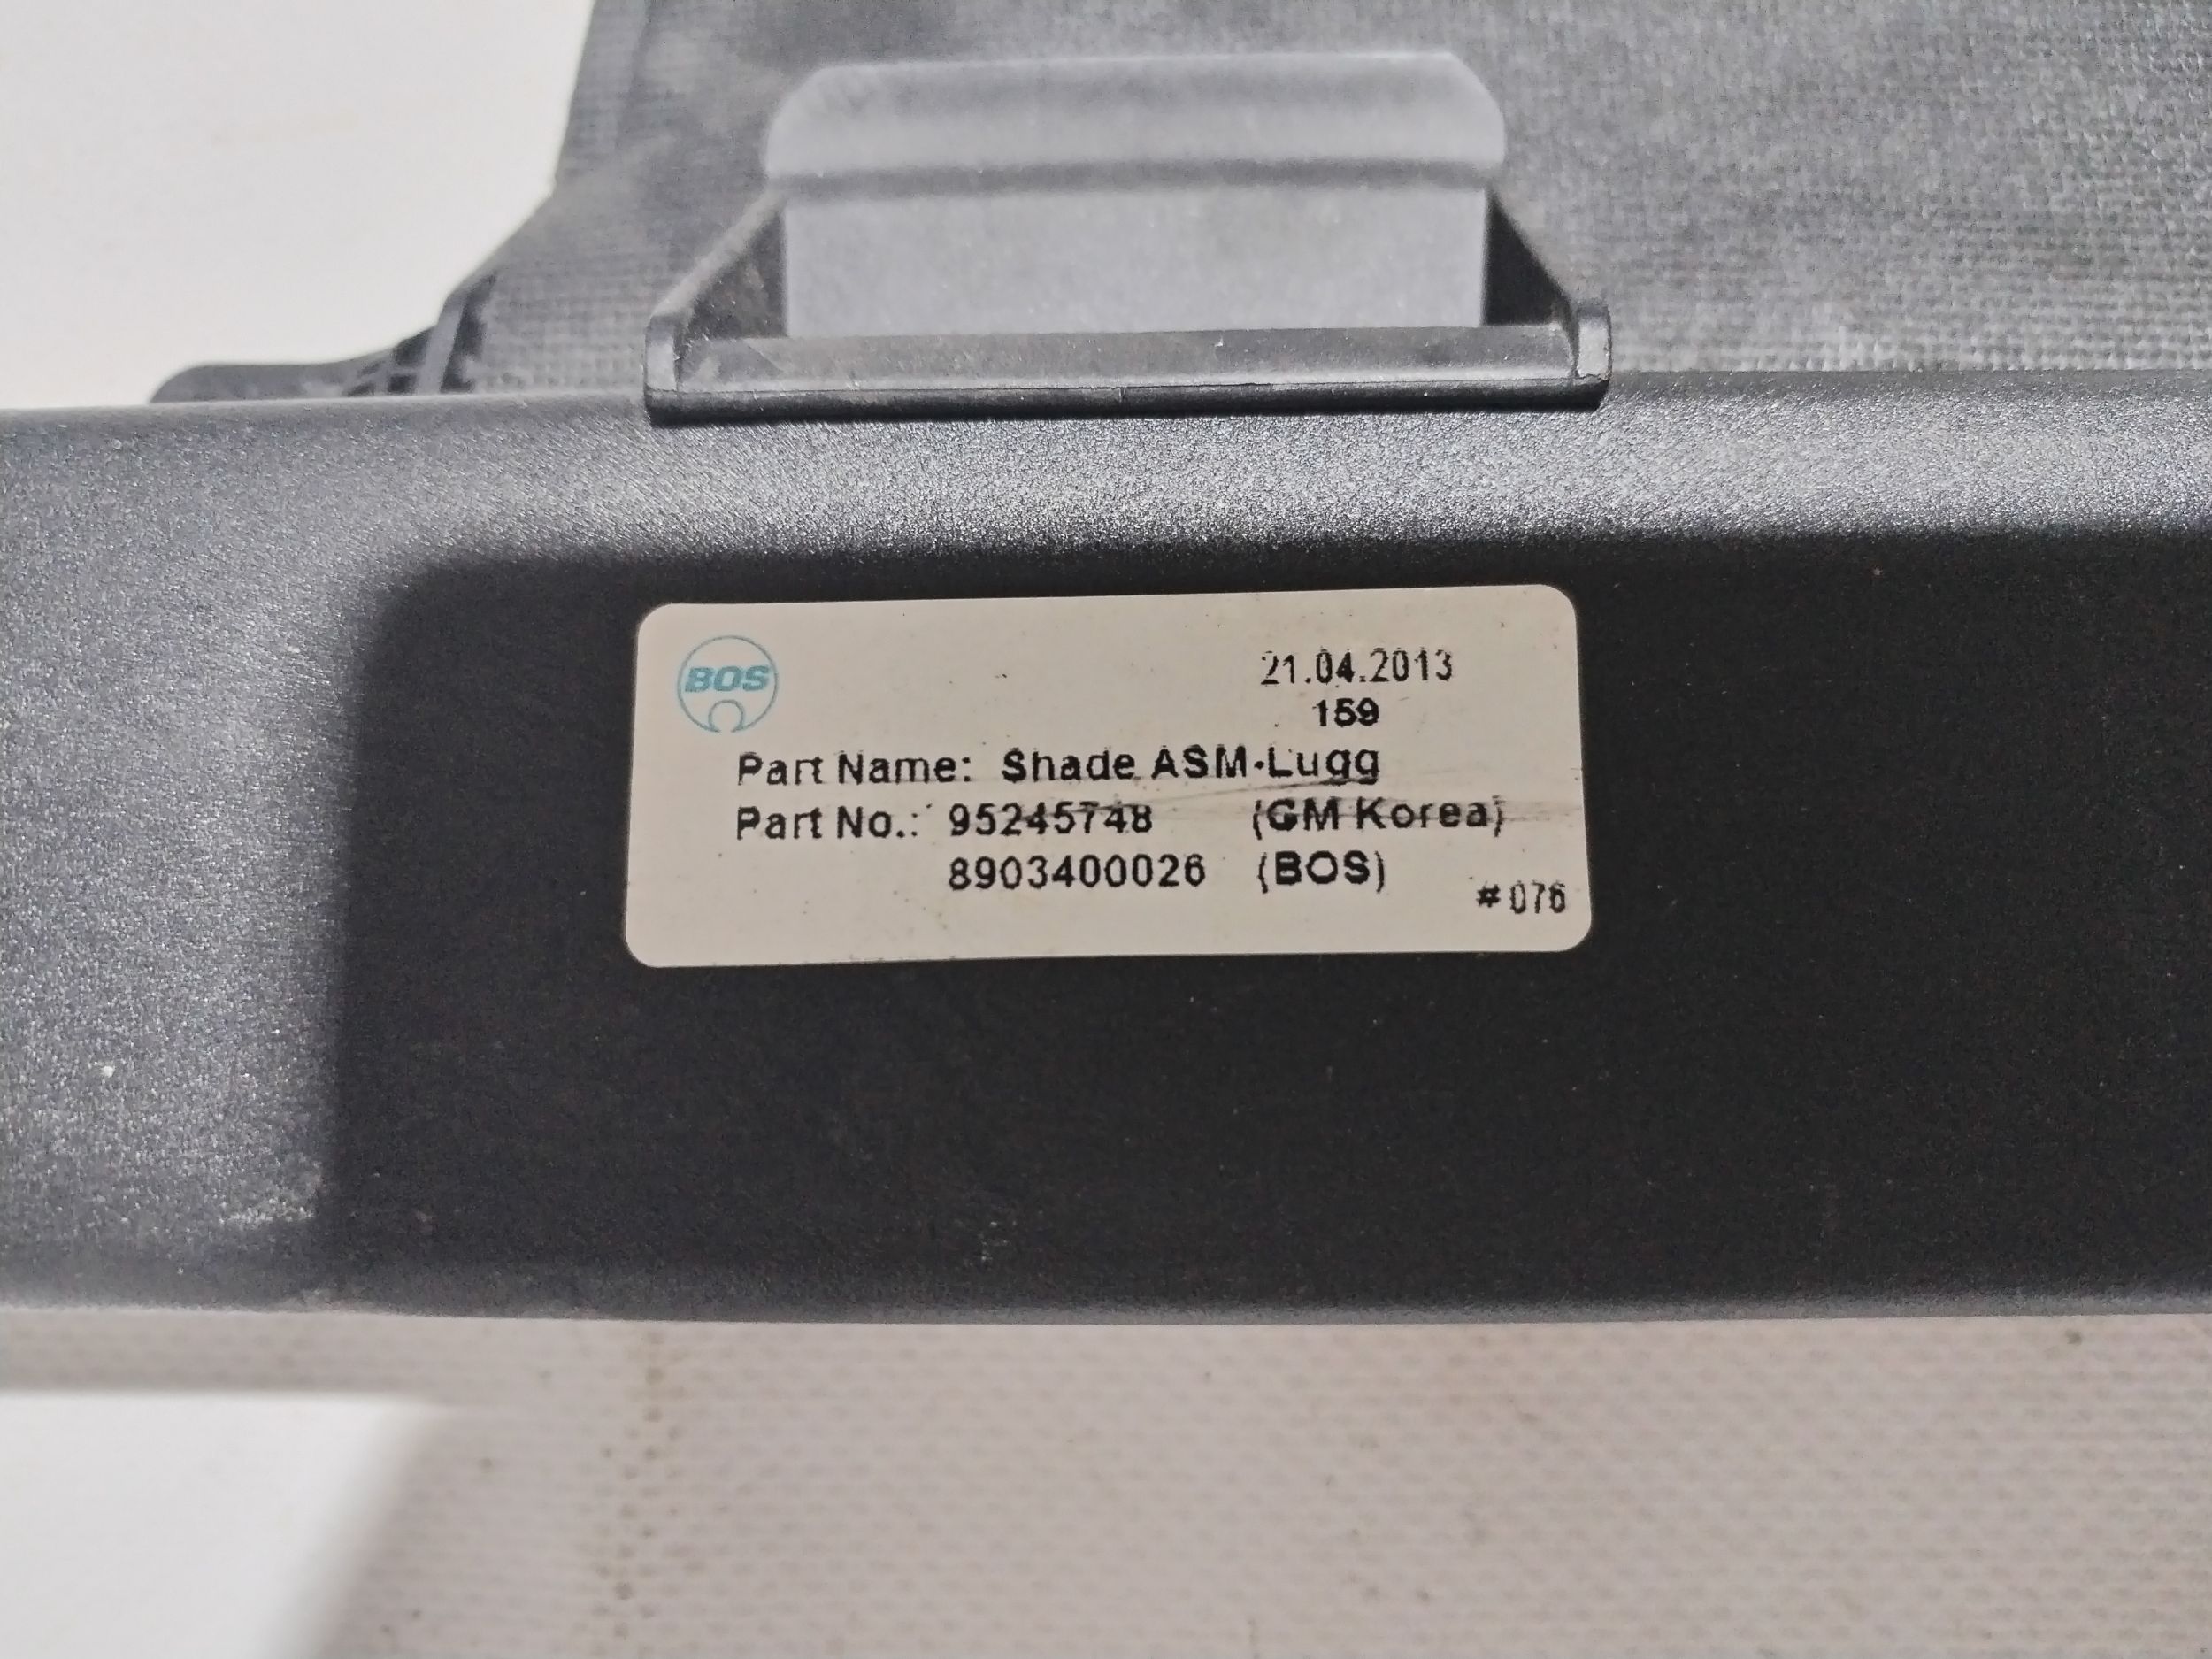 BOS
21.04.2013
159
Part Name: Shade ASM-Lugg
Part No.: 95245748 (GM Korea)
8903400026 (BOS)
#076